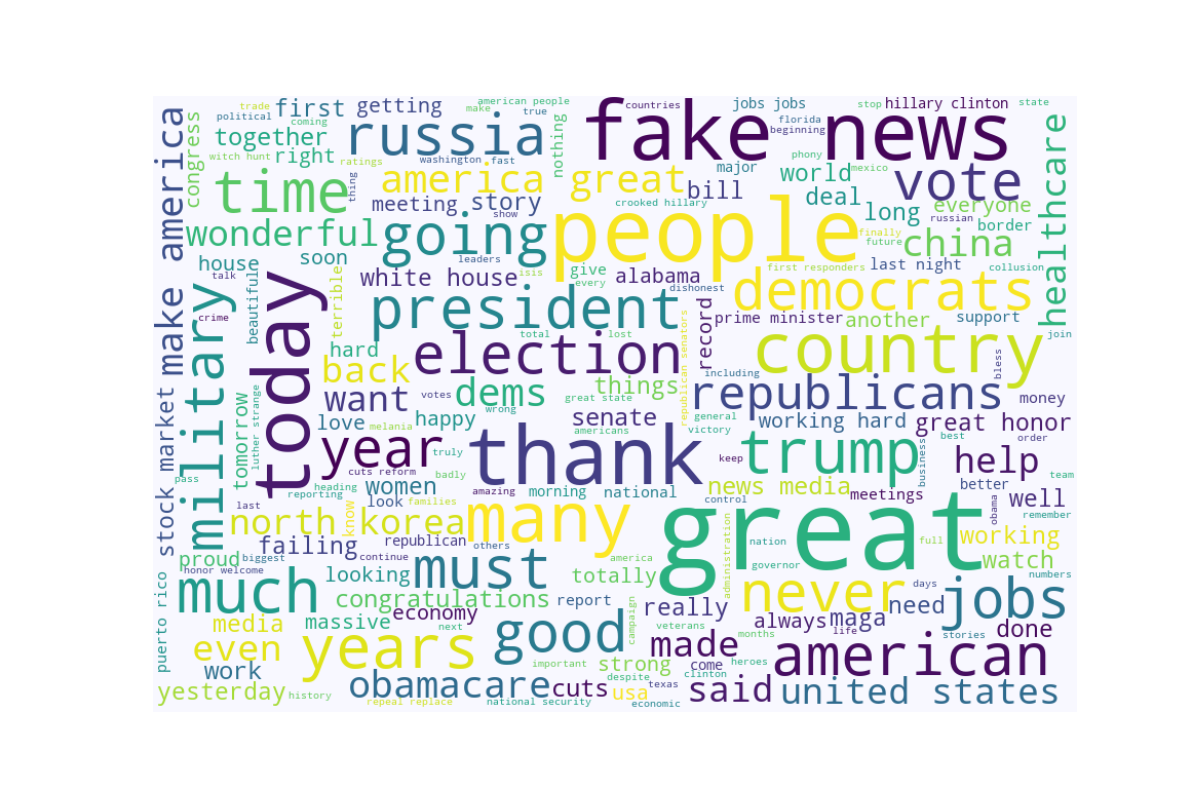 trade
first
getting
american people
make
true
countries
jobs jobs
stop
hillary clinton
state
political
coming
together
russia
fake news
florida
beginning
witch hunt
right
ratings
washington
fast
nothing
phony
mexico
major
world
vote
healthcare
congress
make america
time
thing
america great
bill
meeting
story
show
crooked hillary
deal
long
everyone
russian
border
wonderful
going
people
finally
future
china
house
talk
soon
leaders
isis
white house
give
every
alabama
first responders
last night
collusion
dishonest
beautiful
terrible
military
today
crime
president
democrats
record
prime minister
another
support
join
total
lost
election
republican senators
country
bless
hard
back
things
including
republicans
money
want
votes
dems
great state
wrong
senate
general
victory
working hard
great honor
love
melania
happy
americans
best
order
stock market
tomorrow
luther strange
year
truly
thank
keep
trump
business
help
team
pass
cuts reform
badly
heading
reporting
women
amazing
morning
national
news media
meetings
better
well
last
look
families
know
control
great
obama
remember
north korea
many
failing
republican
others
america
administration
nation
full
working
proud
biggest
continue
governor
watch
honor welcome
looking
must
totally
numbers
puerto rico
much
congratulations
report
really
never
days
need
jobs
media
massive
economy
next
good
campaign
veterans
months
always
maga
life
stories
done
even
years
made
american
work
important
strong
come
heroes
despite
clinton
yesterday
history
obamacare
cuts
usa
texas
said
united states
repeal replace
national security
economic